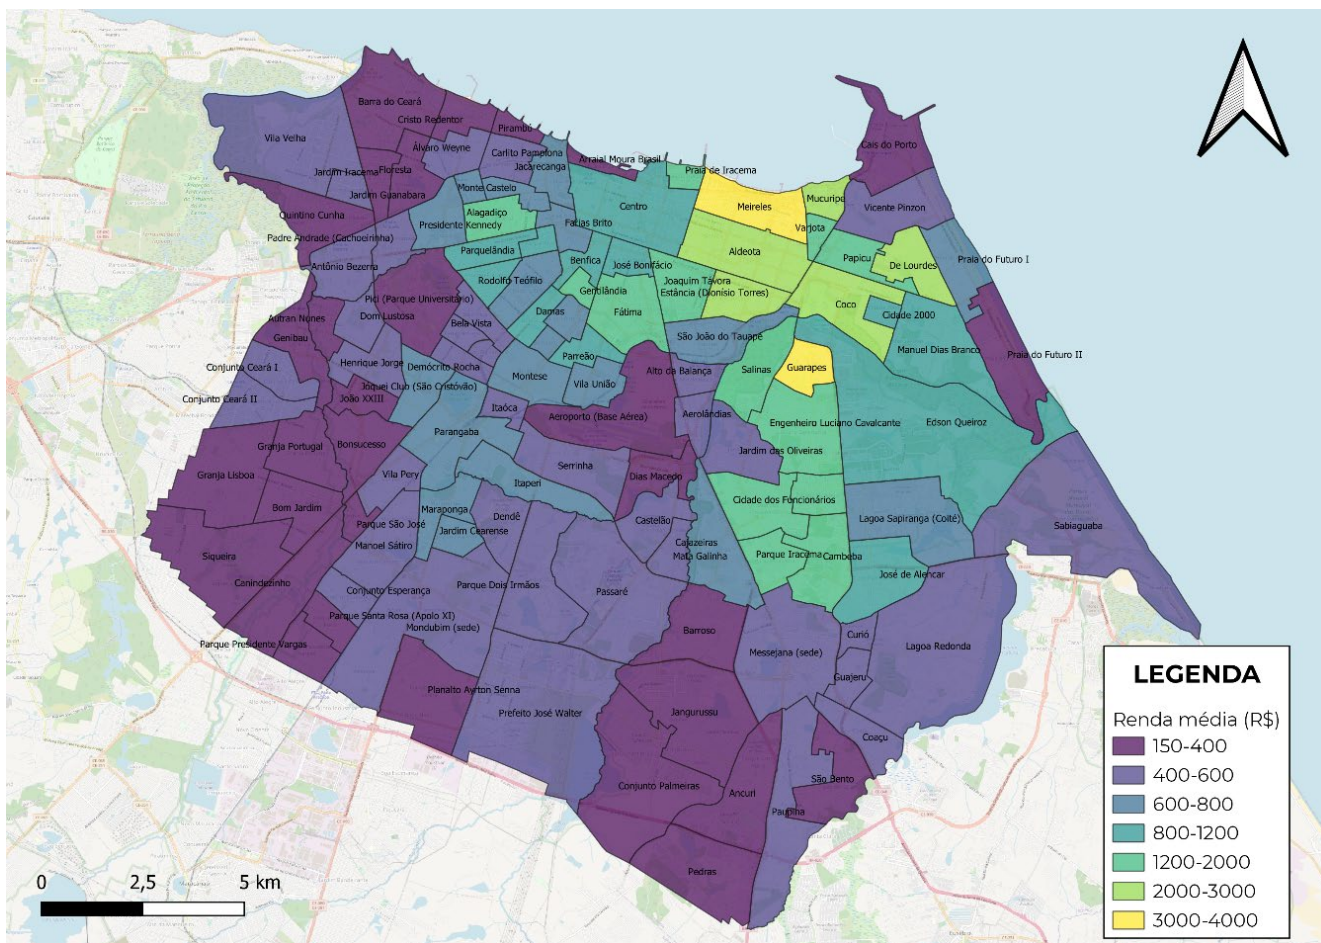 Barra do Ceará
Cristo Redentor
Pirambú
Vila Velha
Álvaro Weyne
Carlito Pamplona
Jacarecanga
Arraial Moura Brasil
Cais do Porto
Jardim Iracema
Floresta
Praia de Iracema
Jardim Guanabara
Monte Castelo
Mucuripe
Vicente Pinzon
Quintino Cunha
Alagadiço
Centro
Meireles
Presidente Kennedy
Farias Brito
Varjota
Padre Andrade (Cachoeirinha)
Parquelândia
Aldeota
Papicu
De Lourdes
Praia do Futuro I
Antônio Bezerra
Benfica
José Bonifácio
Rodolfo Teófilo
Joaquim Távora
Gentilândia
Estância (Dionísio Torres)
Pici (Parque Universitário)
Coco
Dom Lustosa
Damas
Fátima
Cidade 2000
Autran Nunes
Bela Vista
Genibau
São João do Tauape
Manuel Dias Branco
Praia do Futuro II
Parreão
Henrique Jorge
Demócrito Rocha
Conjunto Ceará I
Alto da Balança
Salinas
Guarapes
Montese
Vila União
Jóquei Club (São Cristóvão)
João XXIII
Conjunto Ceará II
Itaóca
Aeroporto (Base Aérea)
Aerolândias
Engenheiro Luciano Cavalcante
Edson Queiroz
Parangaba
Granja Portugal
Bonsucesso
Jardim das Oliveiras
Serrinha
Granja Lisboa
Vila Pery
Dias Macedo
Itaperi
Cidade dos Foncionários
Bom Jardim
Maraponga
Dendê
Castelão
Lagoa Sapiranga (Coité)
Sabiaguaba
Parque São José
Jardim Cearense
Cajazeiras
Manoel Sátiro
Mata Galinha
Parque Iracema
Cambeba
Siqueira
José de Alencar
Canindezinho
Parque Dois Irmãos
Conjunto Esperança
Passaré
Parque Santa Rosa (Apolo XI)
Mondubim (sede)
Barroso
Curió
Parque Presidente Vargas
Messejana (sede)
Lagoa Redonda
Guajeru
Planalto Ayrton Senna
Prefeito José Walter
Jangurussu
Coaçu
São Bento
Conjunto Palmeiras
Ancuri
Paupina
Pedras
LEGENDA
Renda média (R$)
150-400
400-600
600-800
800-1200
1200-2000
2000-3000
3000-4000
0 2,5 5 km